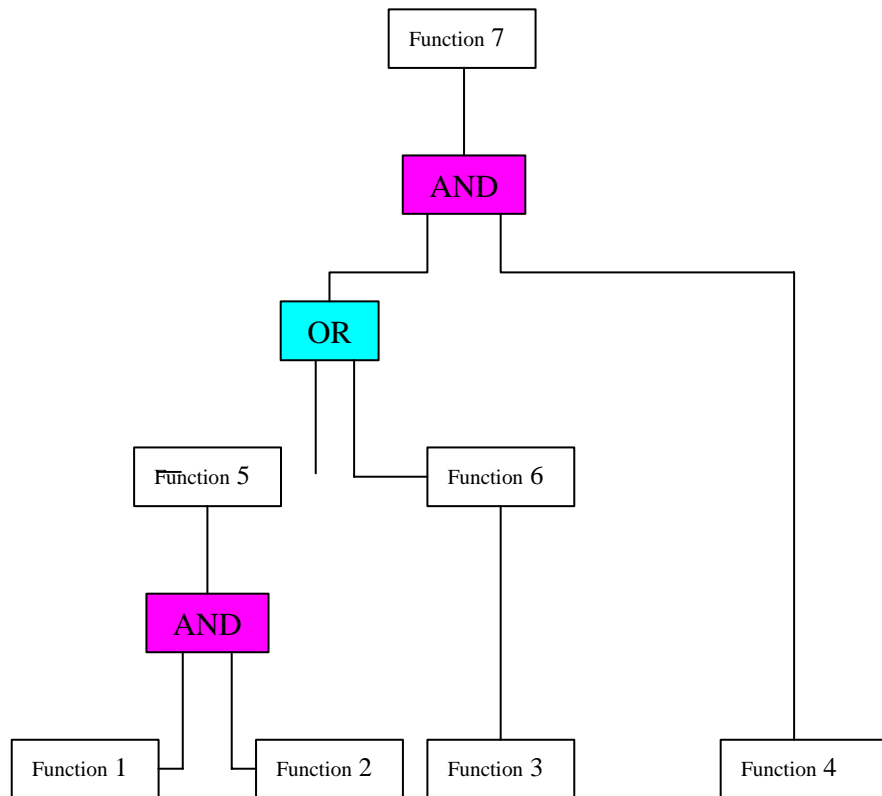 Function 7
AND
OR
Function 5
Function 6
AND
Function 1
Function 2
Function 3
Function 4